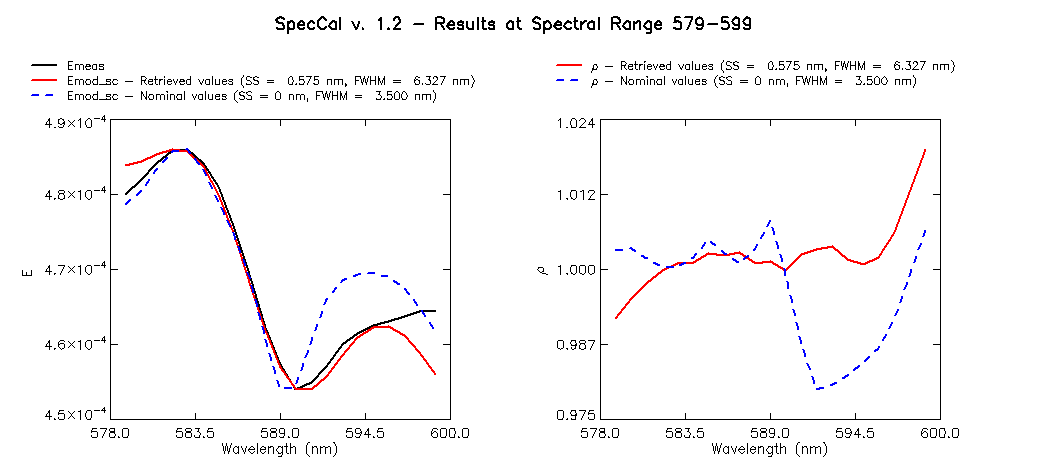 SpecCal v. 1.2 − Results at Spectral Range 579−599
Emeas
Emod_sc − Retrieved values (SS = 0.575 nm, FWHM = 6.327 nm)
Emod_sc − Nominal values (SS = 0 nm, FWHM = 3.500 nm)
4.9×10⁻⁴
4.8×10⁻⁴
4.7×10⁻⁴
4.6×10⁻⁴
4.5×10⁻⁴
E
578.0 583.5 589.0 594.5 600.0
Wavelength (nm)
ρ − Retrieved values (SS = 0.575 nm, FWHM = 6.327 nm)
ρ − Nominal values (SS = 0 nm, FWHM = 3.500 nm)
1.024
1.012
1.000
0.987
0.975
ρ
578.0 583.5 589.0 594.5 600.0
Wavelength (nm)